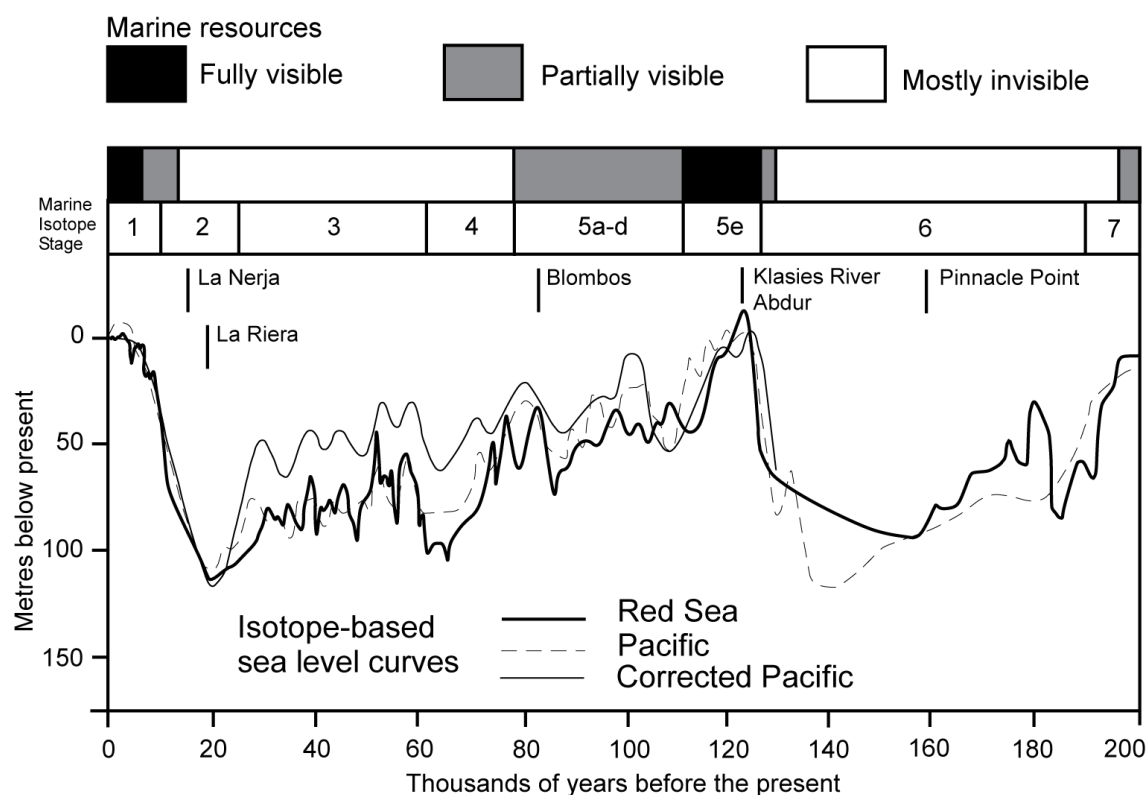 Marine resources
Fully visible
Partially visible
Mostly invisible
Marine
Isotope
Stage
1 2 3 4 5a-d 5e 6 7
La Nerja
Blombos
Klasies River
Abdur
Pinnacle Point
La Riera
Metres below present
0
50
100
150
Isotope-based
sea level curves
Red Sea
Pacific
Corrected Pacific
0 20 40 60 80 100 120 140 160 180 200
Thousands of years before the present